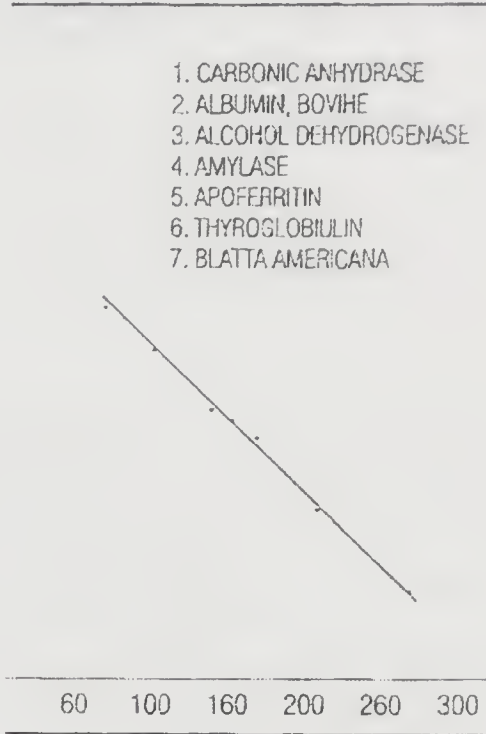 1. CARBONIC ANHYDRASE
2. ALBUMIN, BOVIHE
3. ALCOHOL DEHYDROGENASE
4. AMYLASE
5. APOFERRITIN
6. THYROGLOBIULIN
7. BLATTA AMERICANA
60 100 160 200 260 300